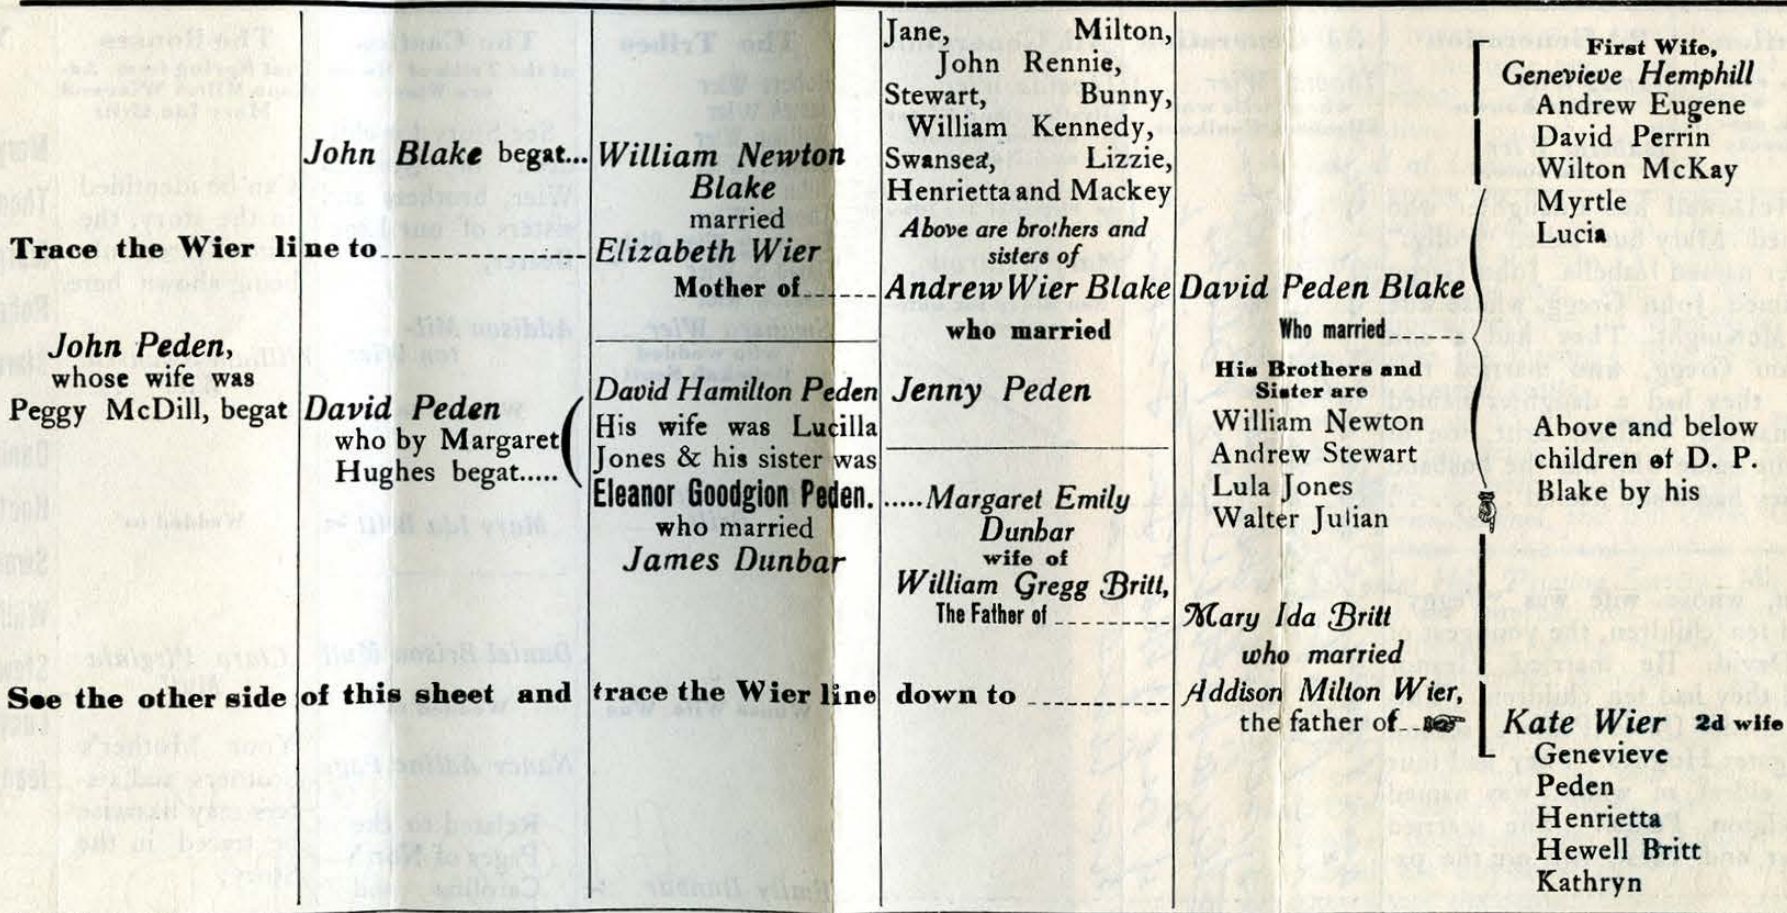 Trace the Wier line to
John Peden,
whose wife was
Peggy McDill, begat
See the other side of this sheet and trace the Wier line down to
John Blake begat...
David Peden
who by Margaret
Hughes begat.....
William Newton
Blake
married
Elizabeth Wier
Mother of
David Hamilton Peden
His wife was Lucilla
Jones & his sister was
Eleanor Goodgion Peden.
who married
James Dunbar
Jane, Milton,
John Rennie,
Stewart, Bunny,
William Kennedy,
Swansea, Lizzie,
Henrietta and Mackey
Above are brothers and
sisters of
Andrew Wier Blake
who married
Jenny Peden
.....Margaret Emily
Dunbar
wife of
William Gregg Britt,
The Father of
David Peden Blake
Who married
His Brothers and
Sister are
William Newton
Andrew Stewart
Lula Jones
Walter Julian
Mary Ida Britt
who married
Addison Milton Wier,
the father of
First Wife,
Genevieve Hemphill
Andrew Eugene
David Perrin
Wilton McKay
Myrtle
Lucia
Above and below
children of D. P.
Blake by his
Kate Wier 2d wife
Genevieve
Peden
Henrietta
Hewell Britt
Kathryn